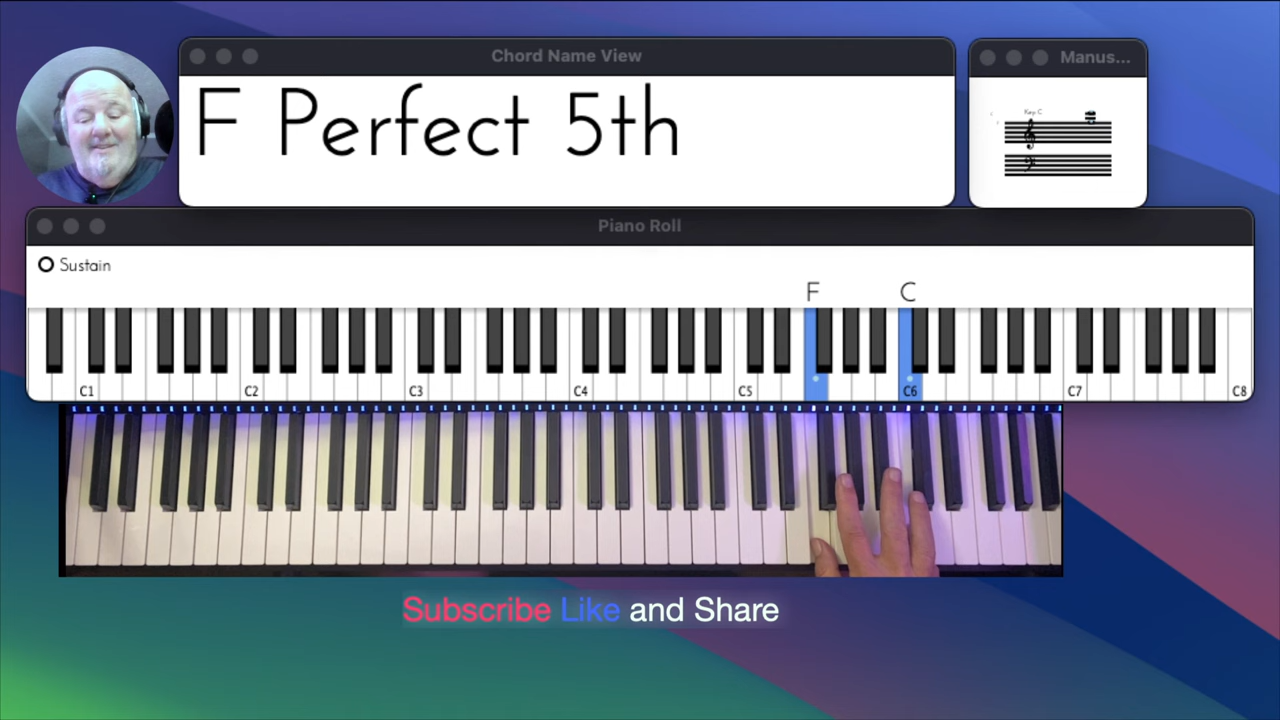 Chord Name View
Manus...
F Perfect 5th
Key: C
Piano Roll
Sustain
F C
C1 C2 C3 C4 C5 C6 C7 C8
Subscribe Like and Share